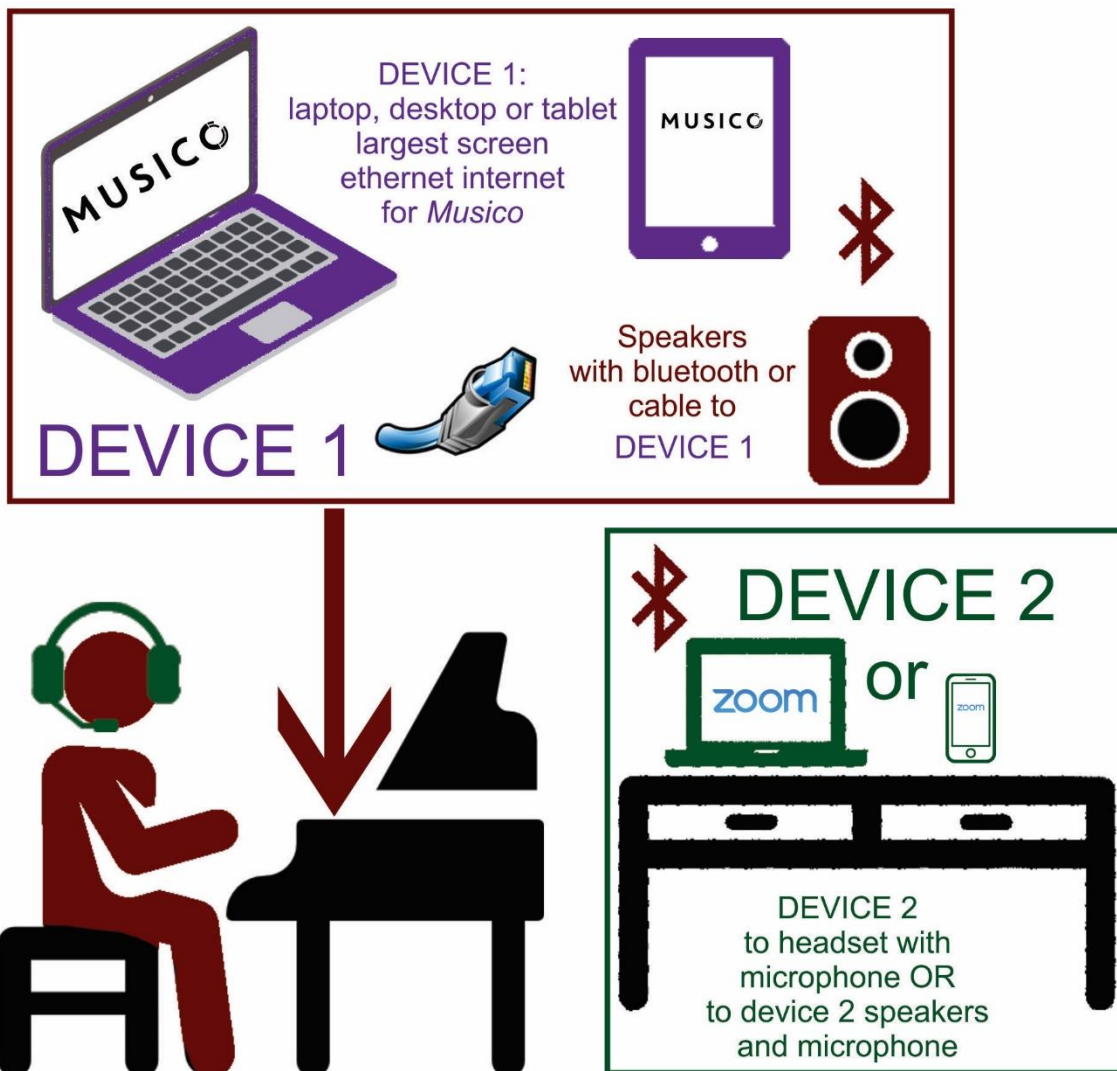 MUSICO
DEVICE 1:
laptop, desktop or tablet
largest screen
ethernet internet
for Musico
MUSICO
Speakers
with bluetooth or
cable to
DEVICE 1
DEVICE 1
DEVICE 2
or
zoom
zoom
DEVICE 2
to headset with
microphone OR
to device 2 speakers
and microphone